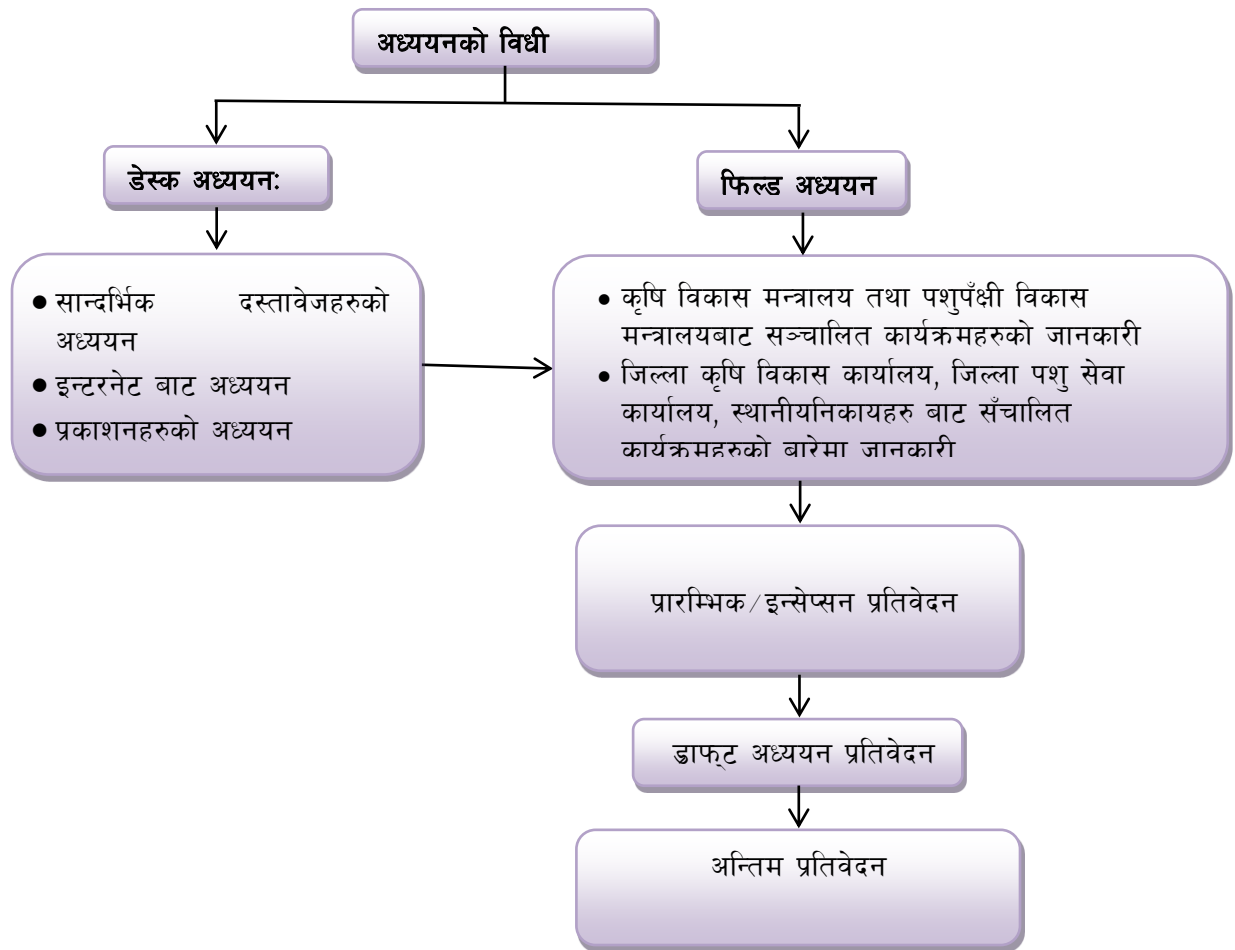 अध्ययनको विधी
डेस्क अध्ययनः
फिल्ड अध्ययन
● सान्दर्भिक दस्तावेजहरुको
अध्ययन
● इन्टरनेट बाट अध्ययन
● प्रकाशनहरुको अध्ययन
• कृषि विकास मन्त्रालय तथा पशुपँक्षी विकास
मन्त्रालयबाट सञ्चालित कार्यक्रमहरुको जानकारी
• जिल्ला कृषि विकास कार्यालय, जिल्ला पशु सेवा
कार्यालय, स्थानीयनिकायहरु बाट सँचालित
कार्यक्रमहरुको बारेमा जानकारी
प्रारम्भिक/इन्सेप्सन प्रतिवेदन
ड्राफ्ट अध्ययन प्रतिवेदन
अन्तिम प्रतिवेदन